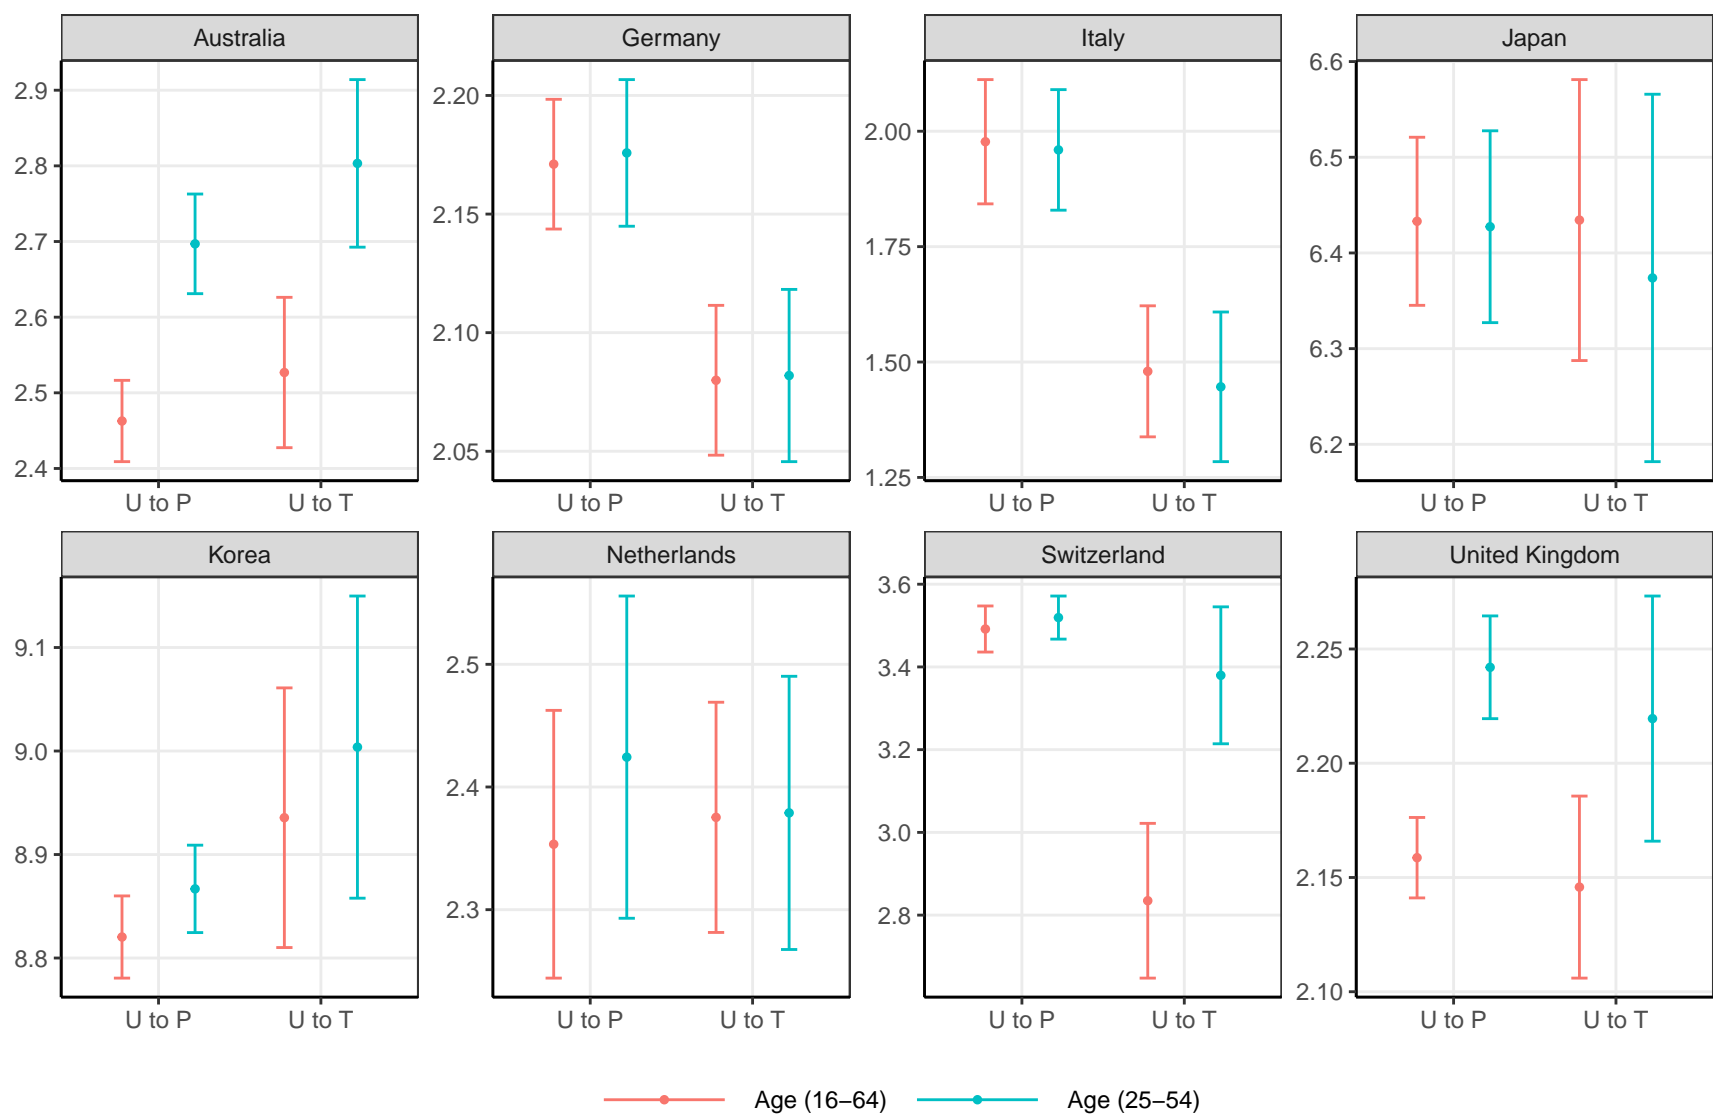 Australia
Germany
Italy
Japan
2.9
2.8
2.7
2.6
2.5
2.4
2.20
2.15
2.10
2.05
2.00
1.75
1.50
1.25
6.6
6.5
6.4
6.3
6.2
U to P
U to T
U to P
U to T
U to P
U to T
U to P
U to T
Korea
Netherlands
Switzerland
United Kingdom
9.1
9.0
8.9
8.8
2.5
2.4
2.3
3.6
3.4
3.2
3.0
2.8
2.25
2.20
2.15
2.10
U to P
U to T
U to P
U to T
U to P
U to T
U to P
U to T
Age (16–64)
Age (25–54)